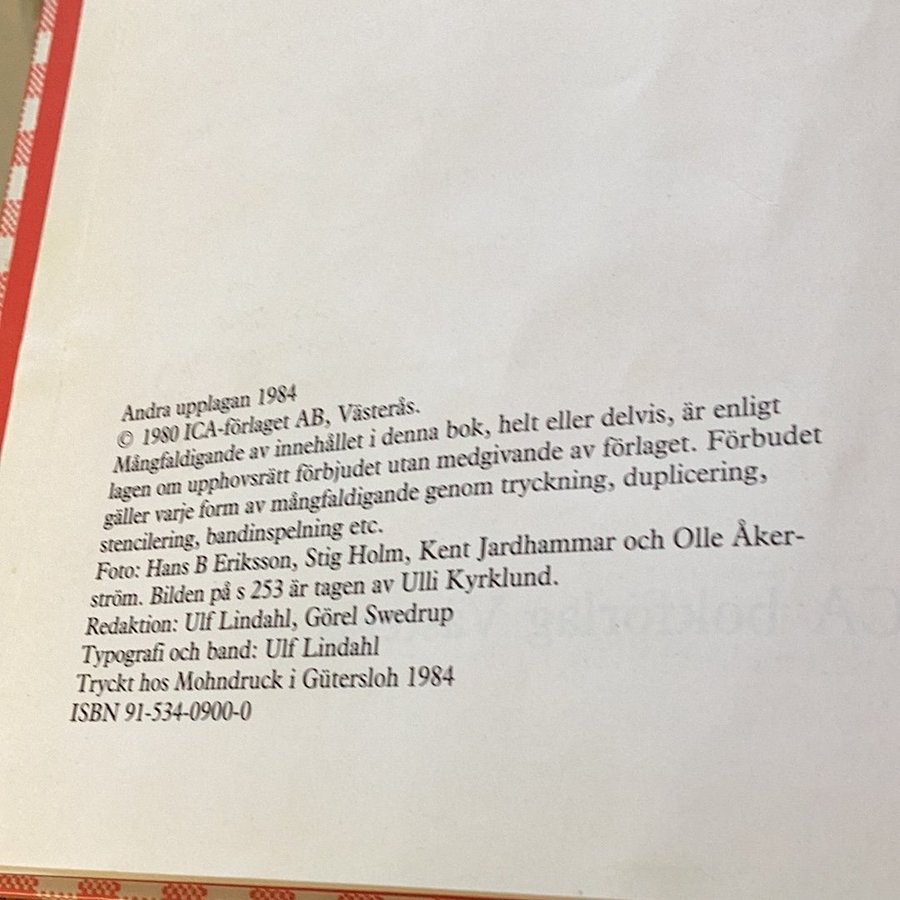 Andra upplagan 1984
© 1980 ICA-förlaget AB, Västerås.
Mångfaldigande av innehållet i denna bok, helt eller delvis, är enligt
lagen om upphovsrätt förbjudet utan medgivande av förlaget. Förbudet
gäller varje form av mångfaldigande genom tryckning, duplicering,
stencilering, bandinspelning etc.
Foto: Hans B Eriksson, Stig Holm, Kent Jardhammar och Olle Åker-
ström. Bilden på s 253 är tagen av Ulli Kyrklund.
Redaktion: Ulf Lindahl, Görel Swedrup
Typografi och band: Ulf Lindahl
Tryckt hos Mohndruck i Gütersloh 1984
ISBN 91-534-0900-0